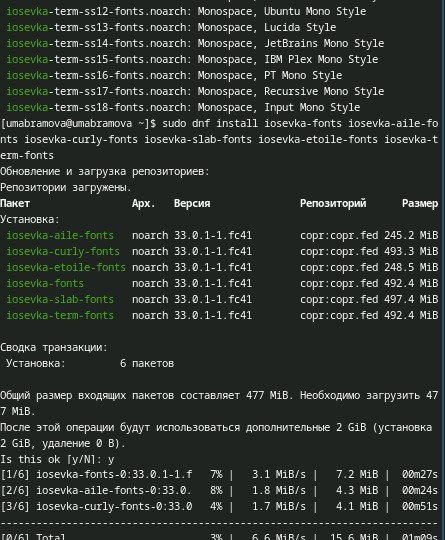 iosevka-term-ss12-fonts.noarch: Monospace, Ubuntu Mono Style
iosevka-term-ss13-fonts.noarch: Monospace, Lucida Style
iosevka-term-ss14-fonts.noarch: Monospace, JetBrains Mono Style
iosevka-term-ss15-fonts.noarch: Monospace, IBM Plex Mono Style
iosevka-term-ss16-fonts.noarch: Monospace, PT Mono Style
iosevka-term-ss17-fonts.noarch: Monospace, Recursive Mono Style
iosevka-term-ss18-fonts.noarch: Monospace, Input Mono Style
[umabramova@umabramova ~]$ sudo dnf install iosevka-fonts iosevka-aile-fo
nts iosevka-curly-fonts iosevka-slab-fonts iosevka-etoile-fonts iosevka-t
erm-fonts
Обновление и загрузка репозиториев:
Репозитории загружены.
Пакет Арх. Версия Репозиторий Размер
Установка:
iosevka-aile-fonts noarch 33.0.1-1.fc41 copr:copr.fed 245.2 MiB
iosevka-curly-fonts noarch 33.0.1-1.fc41 copr:copr.fed 493.3 MiB
iosevka-etoile-fonts noarch 33.0.1-1.fc41 copr:copr.fed 248.5 MiB
iosevka-fonts noarch 33.0.1-1.fc41 copr:copr.fed 492.4 MiB
iosevka-slab-fonts noarch 33.0.1-1.fc41 copr:copr.fed 497.4 MiB
iosevka-term-fonts noarch 33.0.1-1.fc41 copr:copr.fed 492.4 MiB
Сводка транзакции:
Установка: 6 пакетов
Общий размер входящих пакетов составляет 477 MiB. Необходимо загрузить 47
7 MiB.
После этой операции будут использоваться дополнительные 2 GiB (установка
2 GiB, удаление 0 B).
Is this ok [y/N]: y
[1/6] iosevka-fonts-0:33.0.1-1.f 7% | 3.1 MiB/s | 7.2 MiB | 00m27s
[2/6] iosevka-aile-fonts-0:33.0. 8% | 1.8 MiB/s | 4.3 MiB | 00m24s
[3/6] iosevka-curly-fonts-0:33.0 4% | 1.7 MiB/s | 4.1 MiB | 00m51s
-------------------------------------------------------------------------
[0/6] Total 3% | 6.6 MiB/s | 15.6 MiB | 01m09s